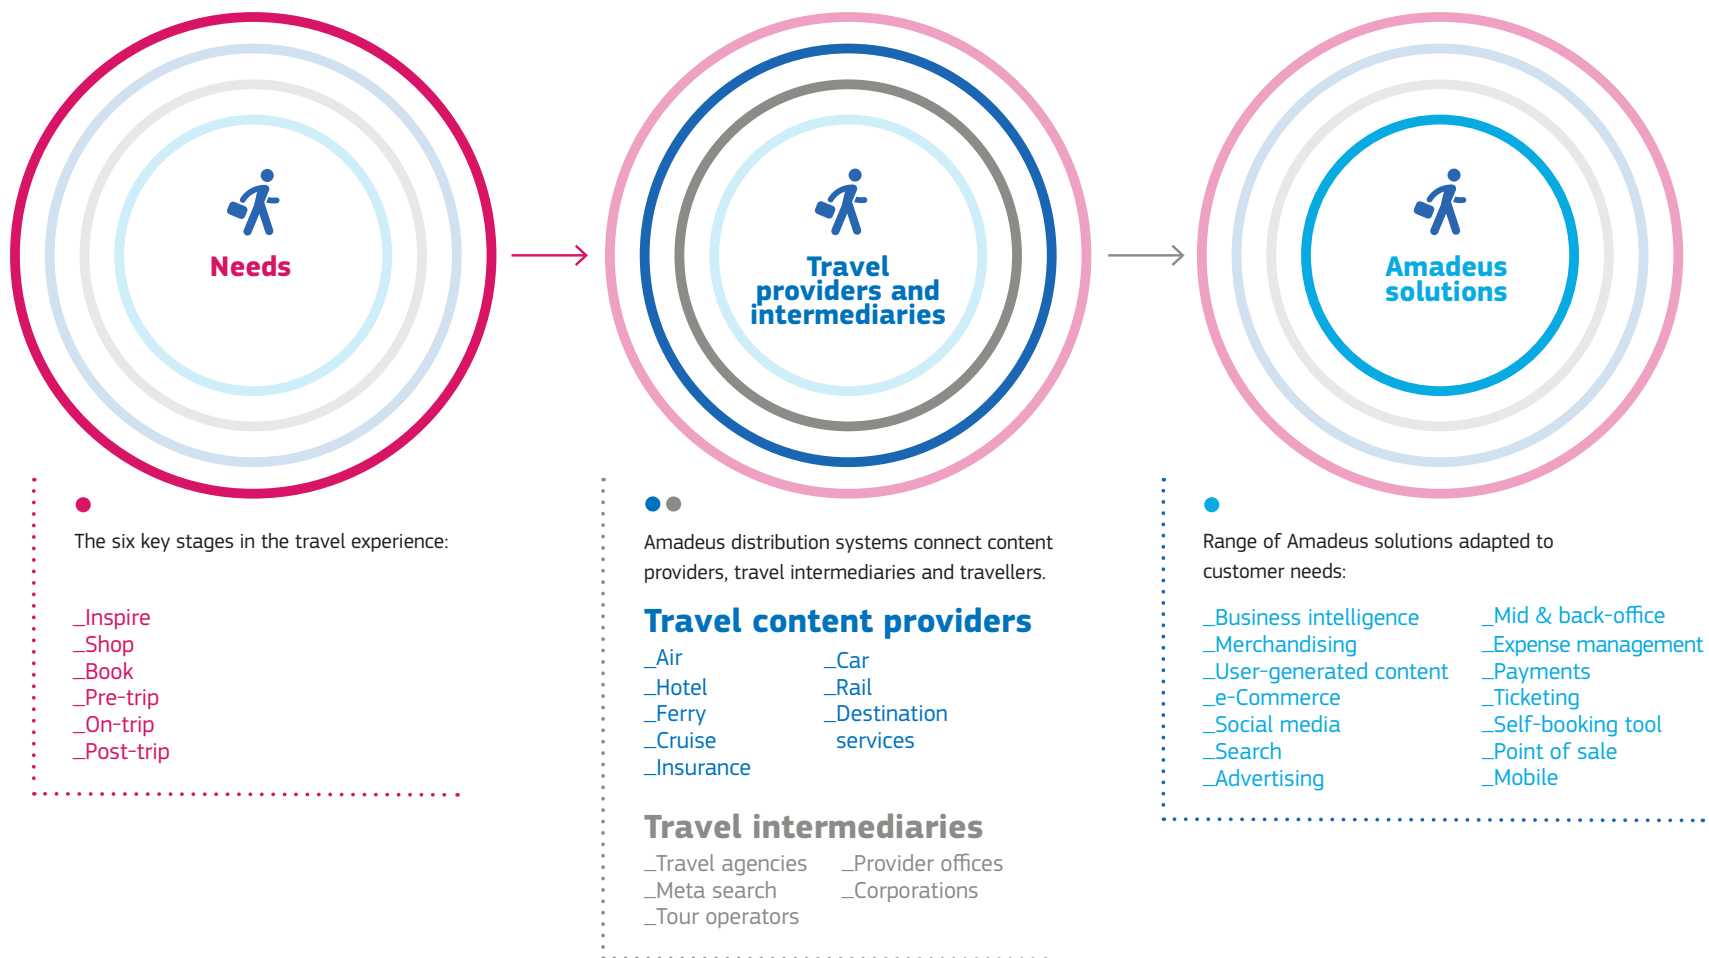 Needs
Travel
providers and
intermediaries
Amadeus
solutions
The six key stages in the travel experience:
_Inspire
_Shop
_Book
_Pre-trip
_On-trip
_Post-trip
Amadeus distribution systems connect content
providers, travel intermediaries and travellers.
Travel content providers
_Air
_Hotel
_Ferry
_Cruise
_Insurance
_Car
_Rail
_Destination
services
Travel intermediaries
_Travel agencies
_Meta search
_Tour operators
_Provider offices
_Corporations
Range of Amadeus solutions adapted to
customer needs:
_Business intelligence
_Merchandising
_User-generated content
_e-Commerce
_Social media
_Search
_Advertising
_Mid & back-office
_Expense management
_Payments
_Ticketing
_Self-booking tool
_Point of sale
_Mobile